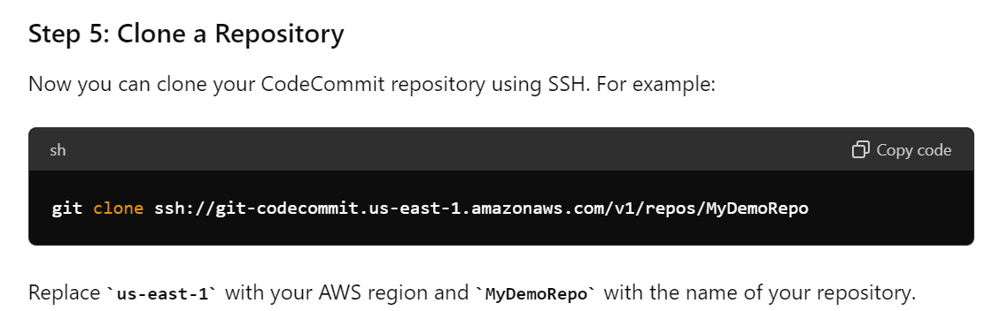 Step 5: Clone a Repository
Now you can clone your CodeCommit repository using SSH. For example:
sh
Copy code
git clone ssh://git-codecommit.us-east-1.amazonaws.com/v1/repos/MyDemoRepo
Replace `us-east-1` with your AWS region and `MyDemoRepo` with the name of your repository.